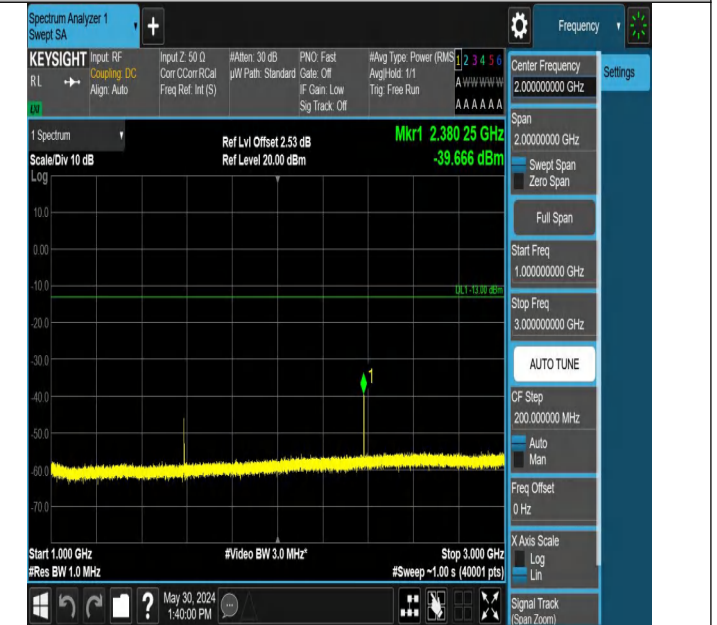 Spectrum Analyzer 1
Swept SA
Frequency
KEYSIGHT
RL
LXI
Input: RF
Coupling: DC
Align: Auto
Input Z: 50 Ω
Corr CCorr RCal
Freq Ref: Int (S)
#Atten: 30 dB
µW Path: Standard
PNO: Fast
Gate: Off
IF Gain: Low
Sig Track: Off
#Avg Type: Power (RMS
Avg|Hold: 1/1
Trig: Free Run
1 2 3 4 5 6
A W W W W W
A A A A A A
1 Spectrum
Scale/Div 10 dB
Log
Ref Lvl Offset 2.53 dB
Ref Level 20.00 dBm
Mkr1 2.380 25 GHz
-39.666 dBm
10.0
0.00
-10.0
DL1 -13.00 dBm
-20.0
-30.0
1
-40.0
-50.0
-60.0
-70.0
Start 1.000 GHz
#Res BW 1.0 MHz
#Video BW 3.0 MHz*
Stop 3.000 GHz
#Sweep ~1.00 s (40001 pts)
Center Frequency
2.000000000 GHz
Settings
Span
2.00000000 GHz
Swept Span
Zero Span
Full Span
Start Freq
1.000000000 GHz
Stop Freq
3.000000000 GHz
AUTO TUNE
CF Step
200.000000 MHz
Auto
Man
Freq Offset
0 Hz
X Axis Scale
Log
Lin
Signal Track
(Span Zoom)
?
May 30, 2024
1:40:00 PM